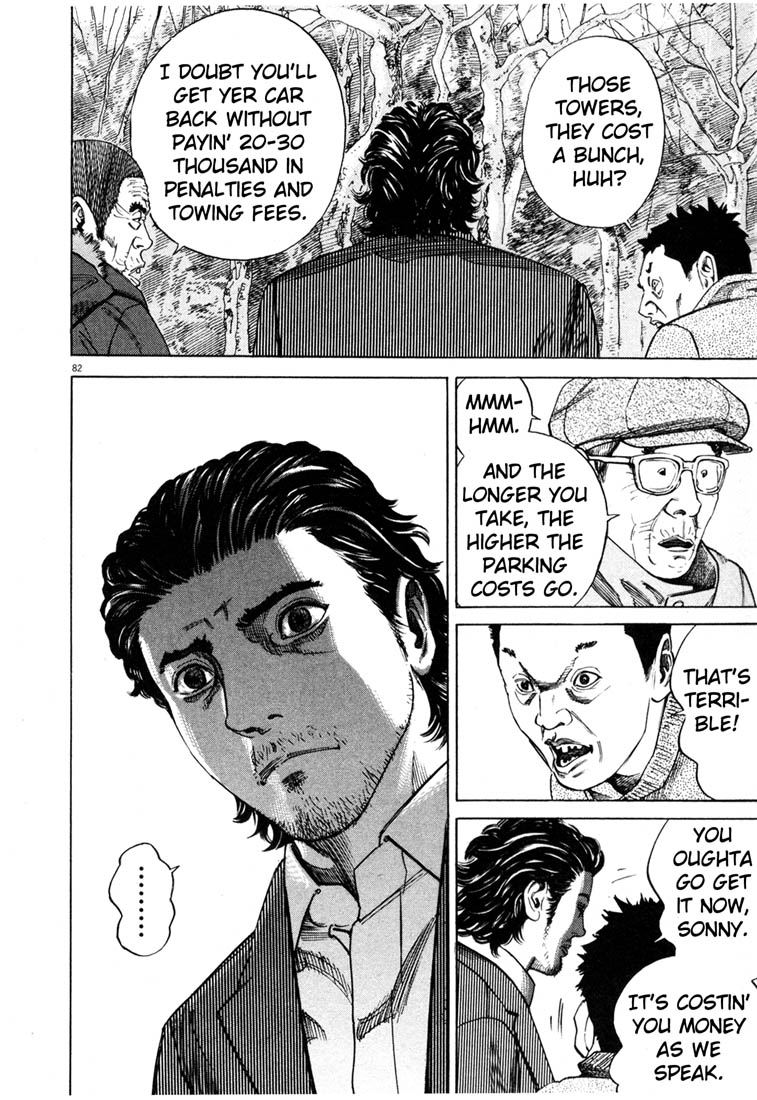 THOSE
TOWERS,
THEY COST
A BUNCH,
HUH?
I DOUBT YOU'LL
GET YER CAR
BACK WITHOUT
PAYIN' 20-30
THOUSAND IN
PENALTIES AND
TOWING FEES.
82
MMM-
HMM.
AND THE
LONGER YOU
TAKE, THE
HIGHER THE
PARKING
COSTS GO.
THAT'S
TERRI-
BLE!
YOU
OUGHTA
GO GET
IT NOW,
SONNY.
IT'S COSTIN'
YOU MONEY
AS WE
SPEAK.
........